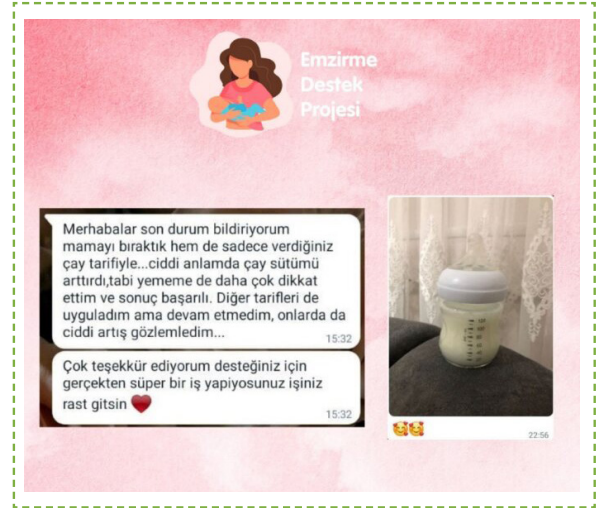 Emzirme
Destek
Projesi
Merhabalar son durum bildiriyorum
mamayı bıraktık hem de sadece verdiğiniz
çay tarifiyle...ciddi anlamda çay sütümü
arttırdı,tabi yememe de daha çok dikkat
ettim ve sonuç başarılı. Diğer tarifleri de
uyguladım ama devam etmedim, onlarda da
ciddi artış gözlemledim...
15:32
Çok teşekkür ediyorum desteğiniz için
gerçekten süper bir iş yapiyosunuz işiniz
rast gitsin ❤️
15:32
🥰🥰
22:56